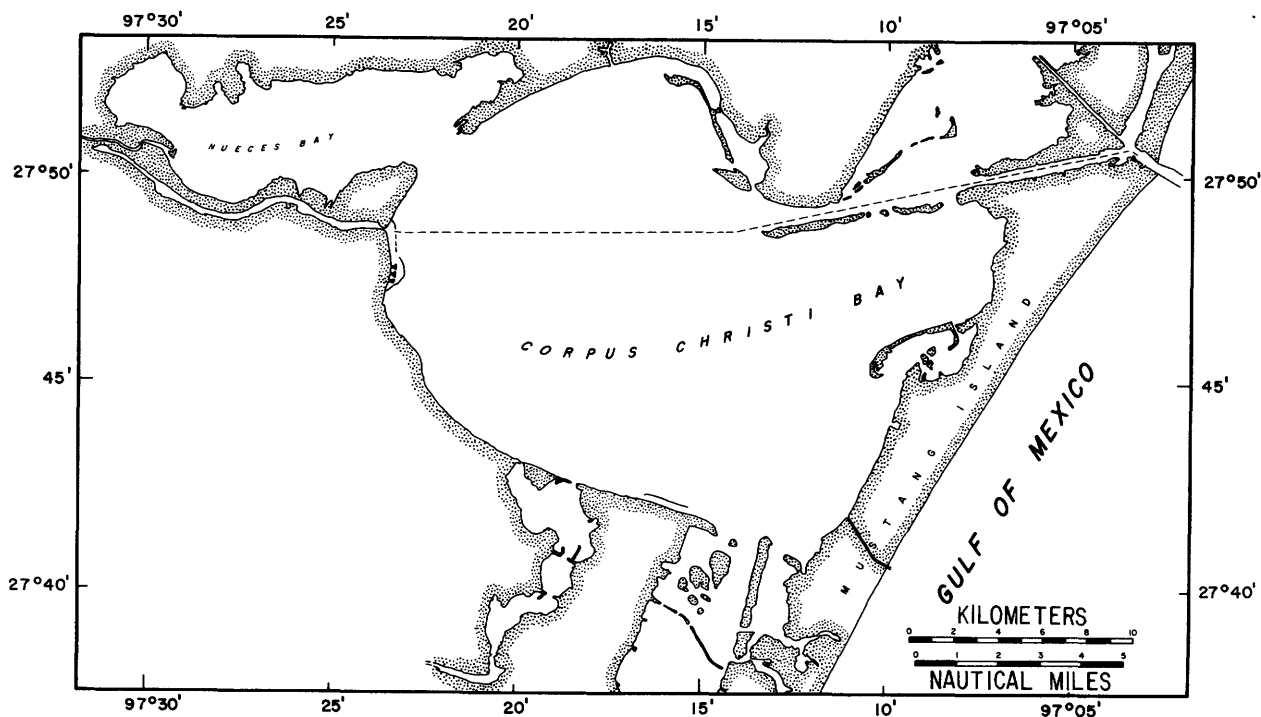 97°30' 25' 20' 15' 10' 97°05'
NUECES BAY
27°50' 27°50'
CORPUS CHRISTI BAY
45' 45'
MUSTANG ISLAND
GULF OF MEXICO
27°40' 27°40'
KILOMETERS
0 2 4 6 8 10
0 1 2 3 4 5
NAUTICAL MILES
97°30' 25' 20' 15' 10' 97°05'